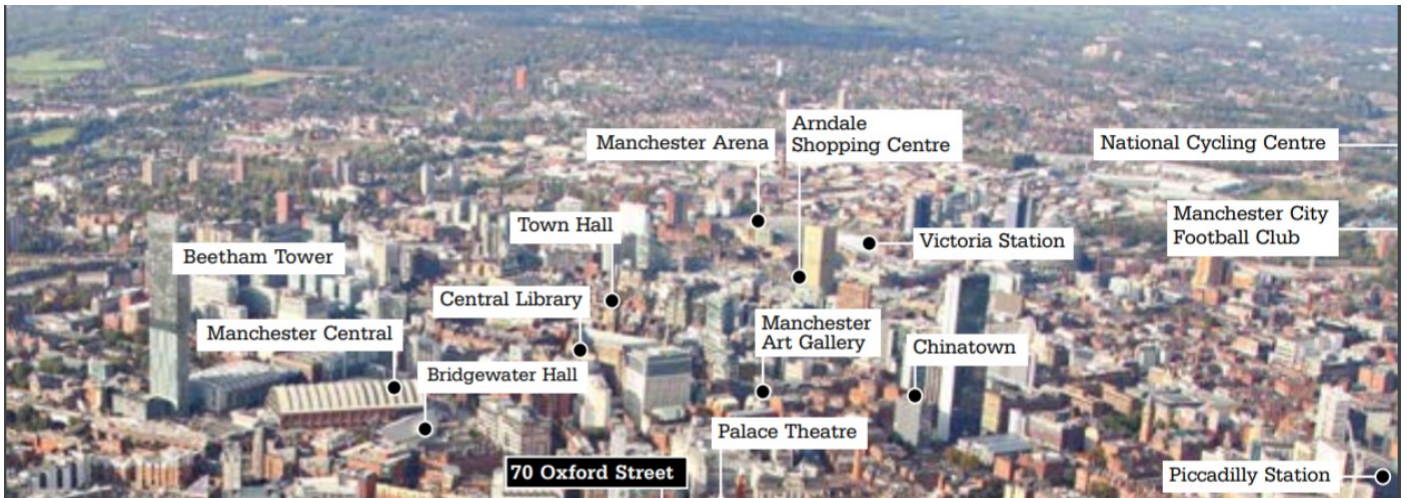 Manchester Arena
Arndale
Shopping Centre
National Cycling Centre
Town Hall
Victoria Station
Manchester City
Football Club
Beetham Tower
Central Library
Manchester Central
Manchester
Art Gallery
Chinatown
Bridgewater Hall
Palace Theatre
70 Oxford Street
Piccadilly Station